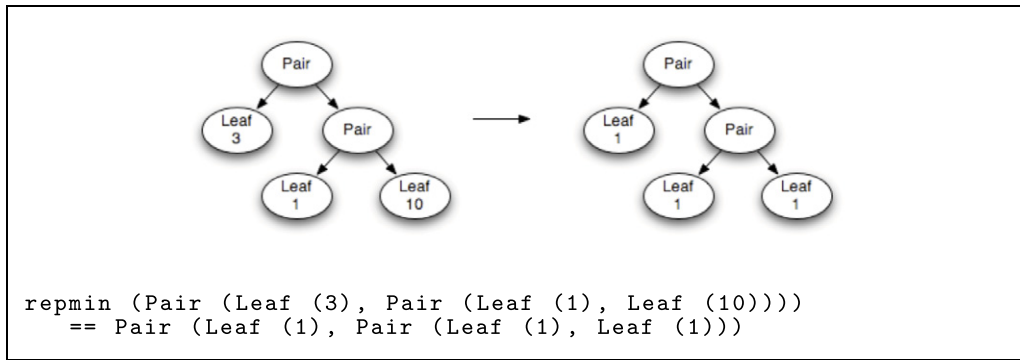 Pair
Pair
Leaf
3
Pair
Leaf
1
Pair
Leaf
1
Leaf
10
Leaf
1
Leaf
1
repmin (Pair (Leaf (3), Pair (Leaf (1), Leaf (10))))
== Pair (Leaf (1), Pair (Leaf (1), Leaf (1)))